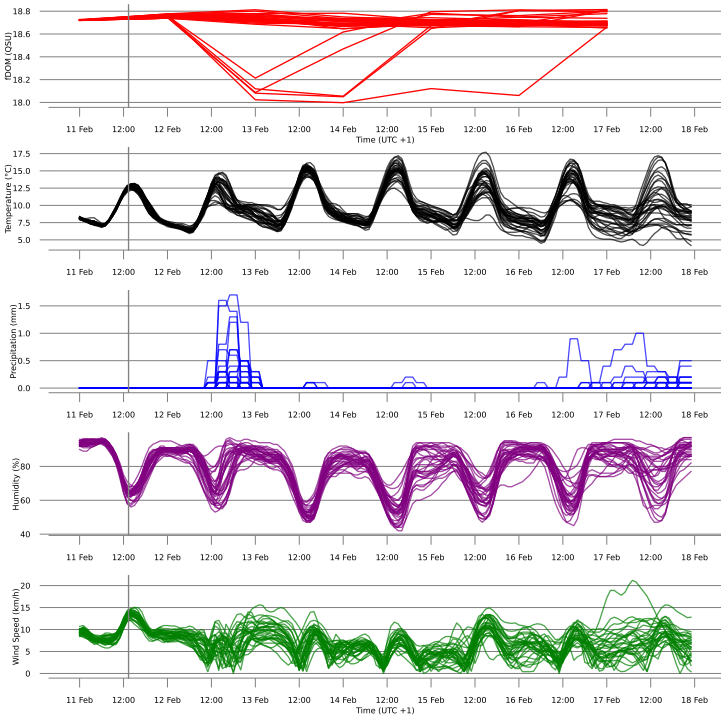 fDOM (QSU)
18.8
18.6
18.4
18.2
18.0
11 Feb 12:00 12 Feb 12:00 13 Feb 12:00 14 Feb 12:00 15 Feb 12:00 16 Feb 12:00 17 Feb 12:00 18 Feb
Time (UTC +1)
Temperature (°C)
17.5
15.0
12.5
10.0
7.5
5.0
11 Feb 12:00 12 Feb 12:00 13 Feb 12:00 14 Feb 12:00 15 Feb 12:00 16 Feb 12:00 17 Feb 12:00 18 Feb
Precipitation (mm)
1.5
1.0
0.5
0.0
11 Feb 12:00 12 Feb 12:00 13 Feb 12:00 14 Feb 12:00 15 Feb 12:00 16 Feb 12:00 17 Feb 12:00 18 Feb
Humidity (%)
80
60
40
11 Feb 12:00 12 Feb 12:00 13 Feb 12:00 14 Feb 12:00 15 Feb 12:00 16 Feb 12:00 17 Feb 12:00 18 Feb
Wind Speed (km/h)
20
15
10
5
0
11 Feb 12:00 12 Feb 12:00 13 Feb 12:00 14 Feb 12:00 15 Feb 12:00 16 Feb 12:00 17 Feb 12:00 18 Feb
Time (UTC +1)